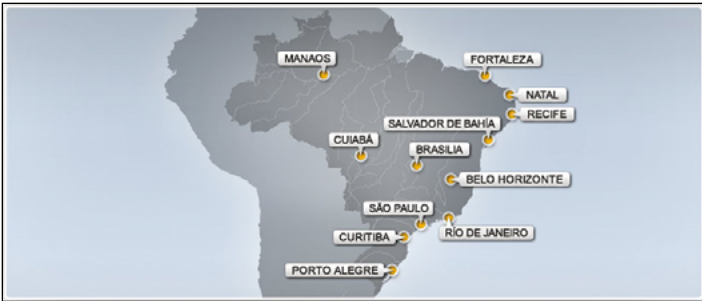 MANAOS
FORTALEZA
NATAL
RECIFE
SALVADOR DE BAHÍA
CUIABÁ
BRASILIA
BELO HORIZONTE
SÃO PAULO
RÍO DE JANEIRO
CURITIBA
PORTO ALEGRE